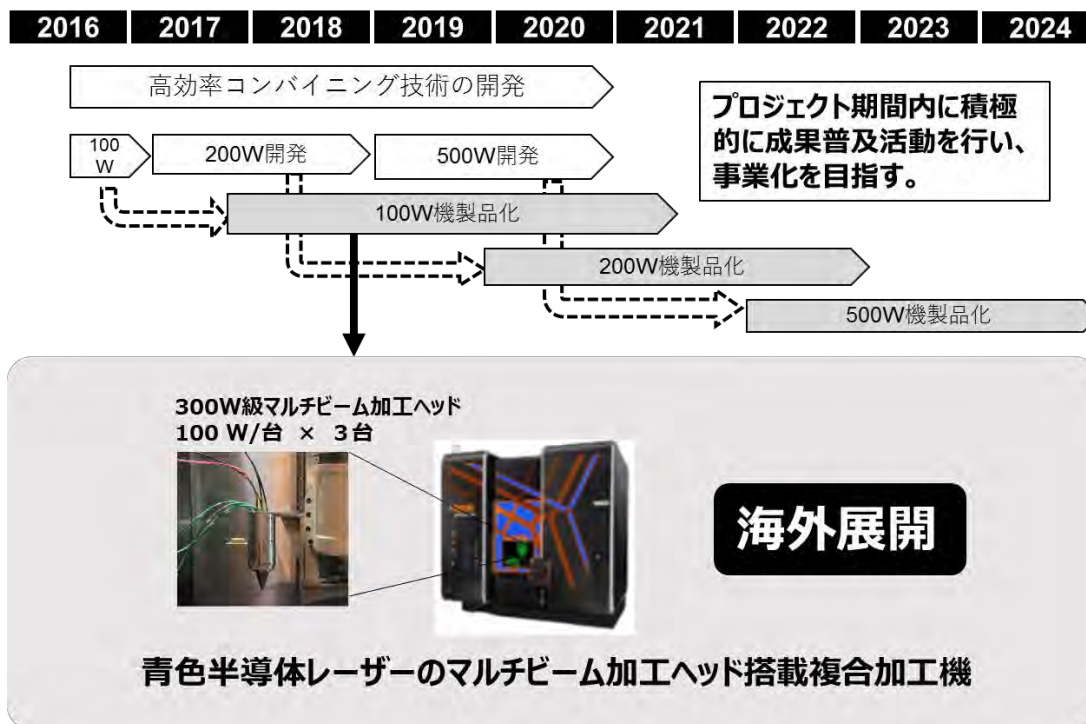 2016 2017 2018 2019 2020 2021 2022 2023 2024
高効率コンバイニング技術の開発
プロジェクト期間内に積極
的に成果普及活動を行い、
事業化を目指す。
100
W
200W開発
500W開発
100W機製品化
200W機製品化
500W機製品化
300W級マルチビーム加工ヘッド
100 W/台 × 3台
海外展開
青色半導体レーザーのマルチビーム加工ヘッド搭載複合加工機